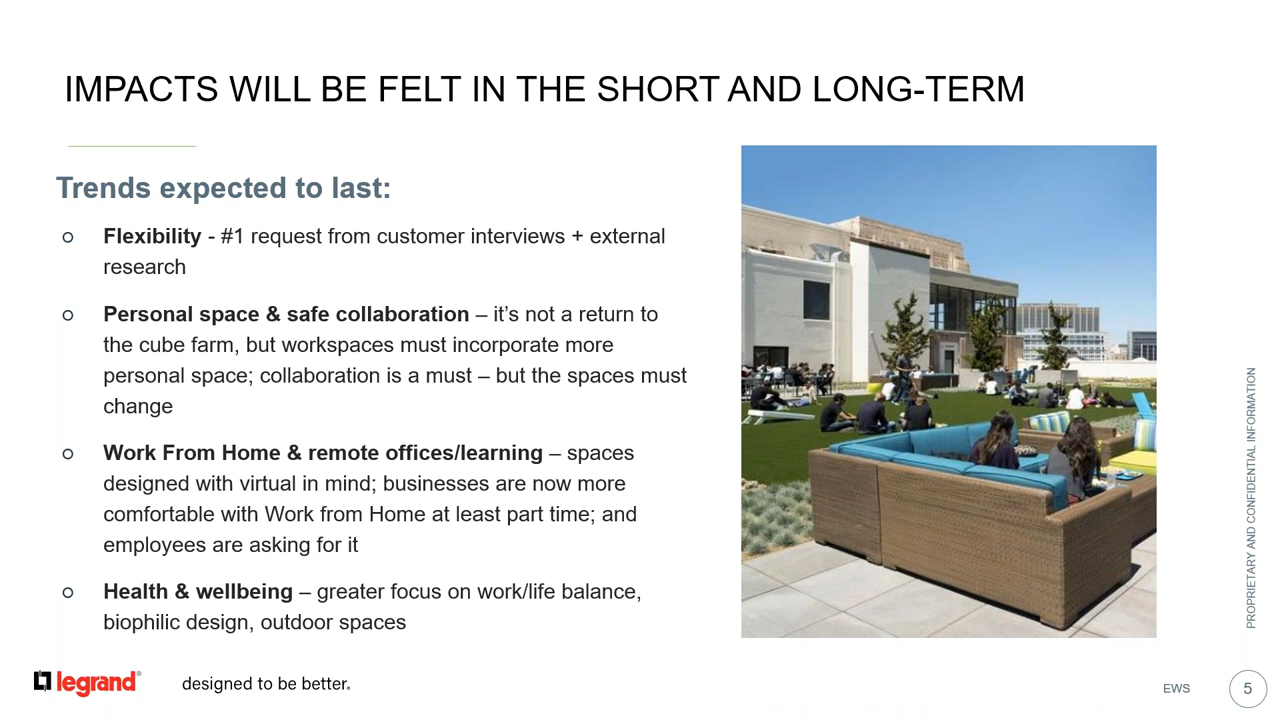 IMPACTS WILL BE FELT IN THE SHORT AND LONG-TERM
Trends expected to last:
Flexibility - #1 request from customer interviews + external
research
Personal space & safe collaboration – it’s not a return to
the cube farm, but workspaces must incorporate more
personal space; collaboration is a must – but the spaces must
change
Work From Home & remote offices/learning – spaces
designed with virtual in mind; businesses are now more
comfortable with Work from Home at least part time; and
employees are asking for it
Health & wellbeing – greater focus on work/life balance,
biophilic design, outdoor spaces
PROPRIETARY AND CONFIDENTIAL INFORMATION
legrand®
designed to be better.
EWS
5